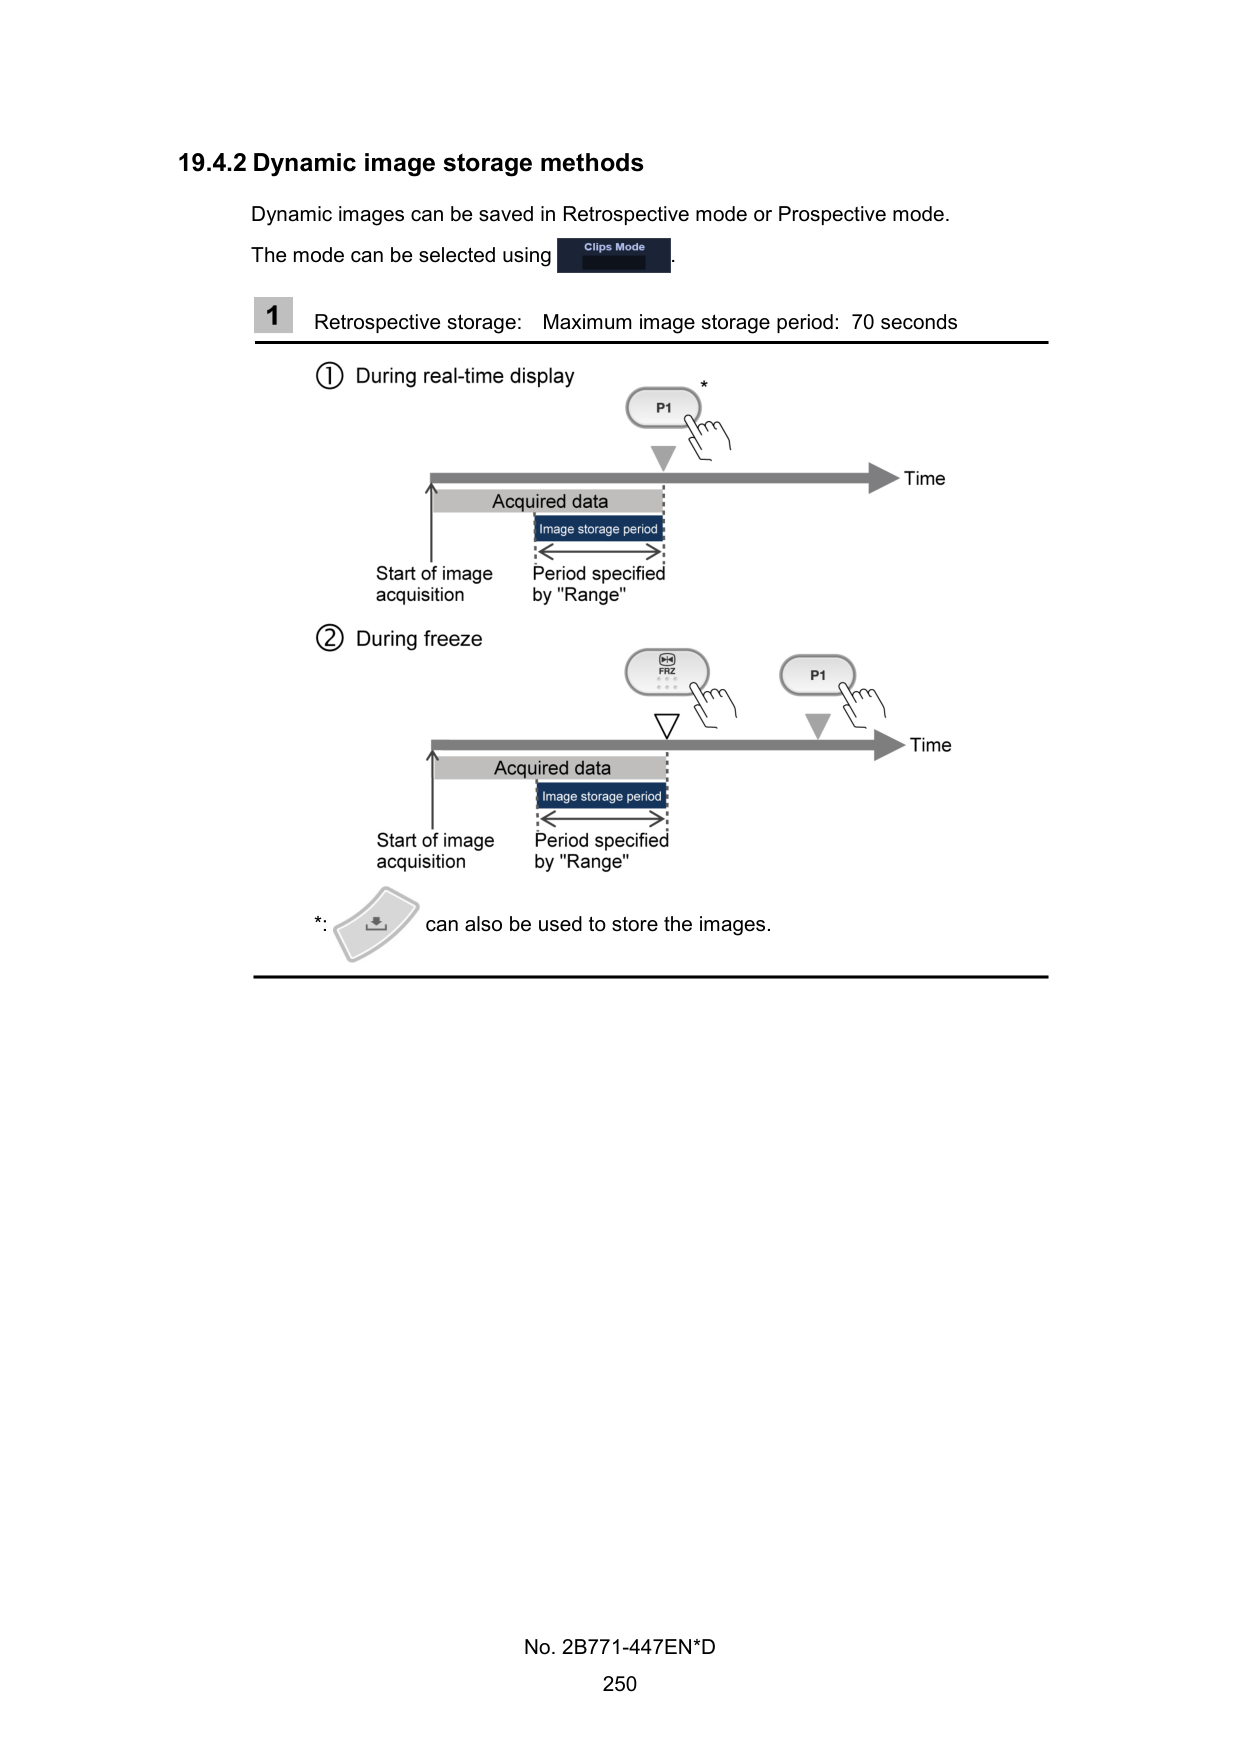 19.4.2 Dynamic image storage methods
Dynamic images can be saved in Retrospective mode or Prospective mode.
The mode can be selected using Clips Mode.
1 Retrospective storage: Maximum image storage period: 70 seconds
① During real-time display
*
P1
Time
Acquired data
Image storage period
Start of image acquisition
Period specified by "Range"
② During freeze
FRZ
P1
Time
Acquired data
Image storage period
Start of image acquisition
Period specified by "Range"
*: can also be used to store the images.
No. 2B771-447EN*D
250